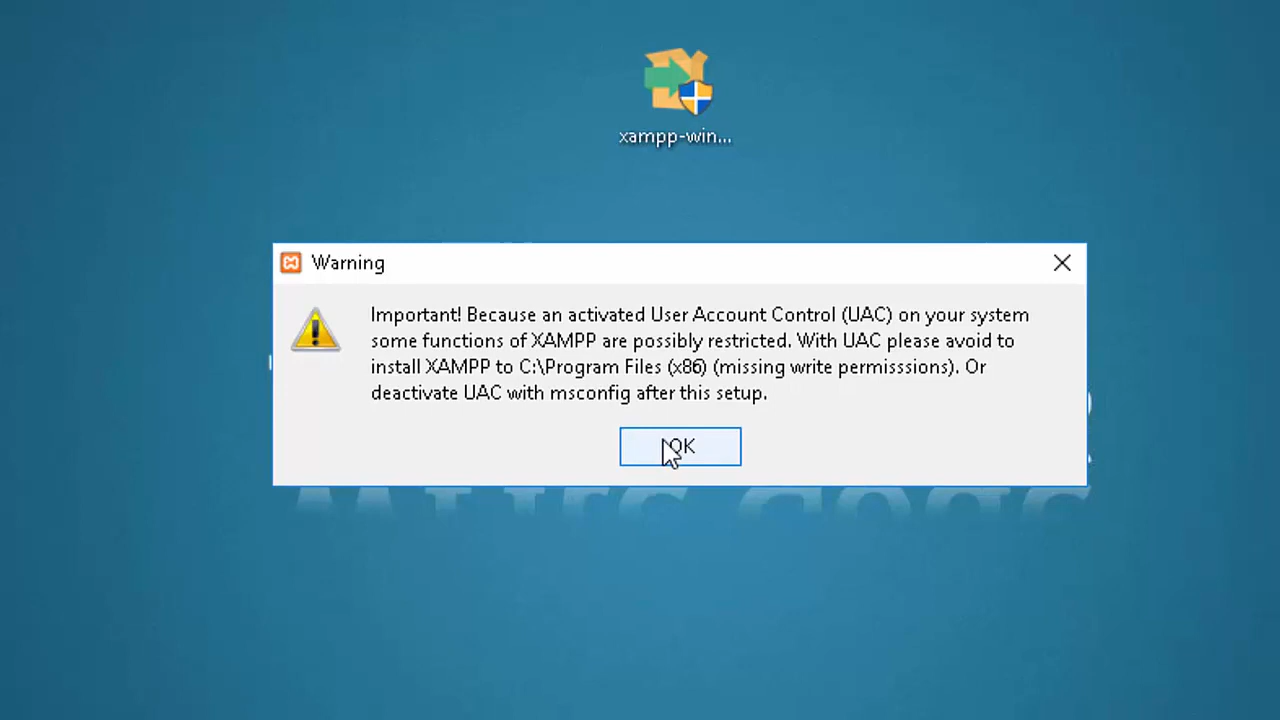 xampp-win...
Warning
Important! Because an activated User Account Control (UAC) on your system
some functions of XAMPP are possibly restricted. With UAC please avoid to
install XAMPP to C:\Program Files (x86) (missing write permisssions). Or
deactivate UAC with msconfig after this setup.
OK